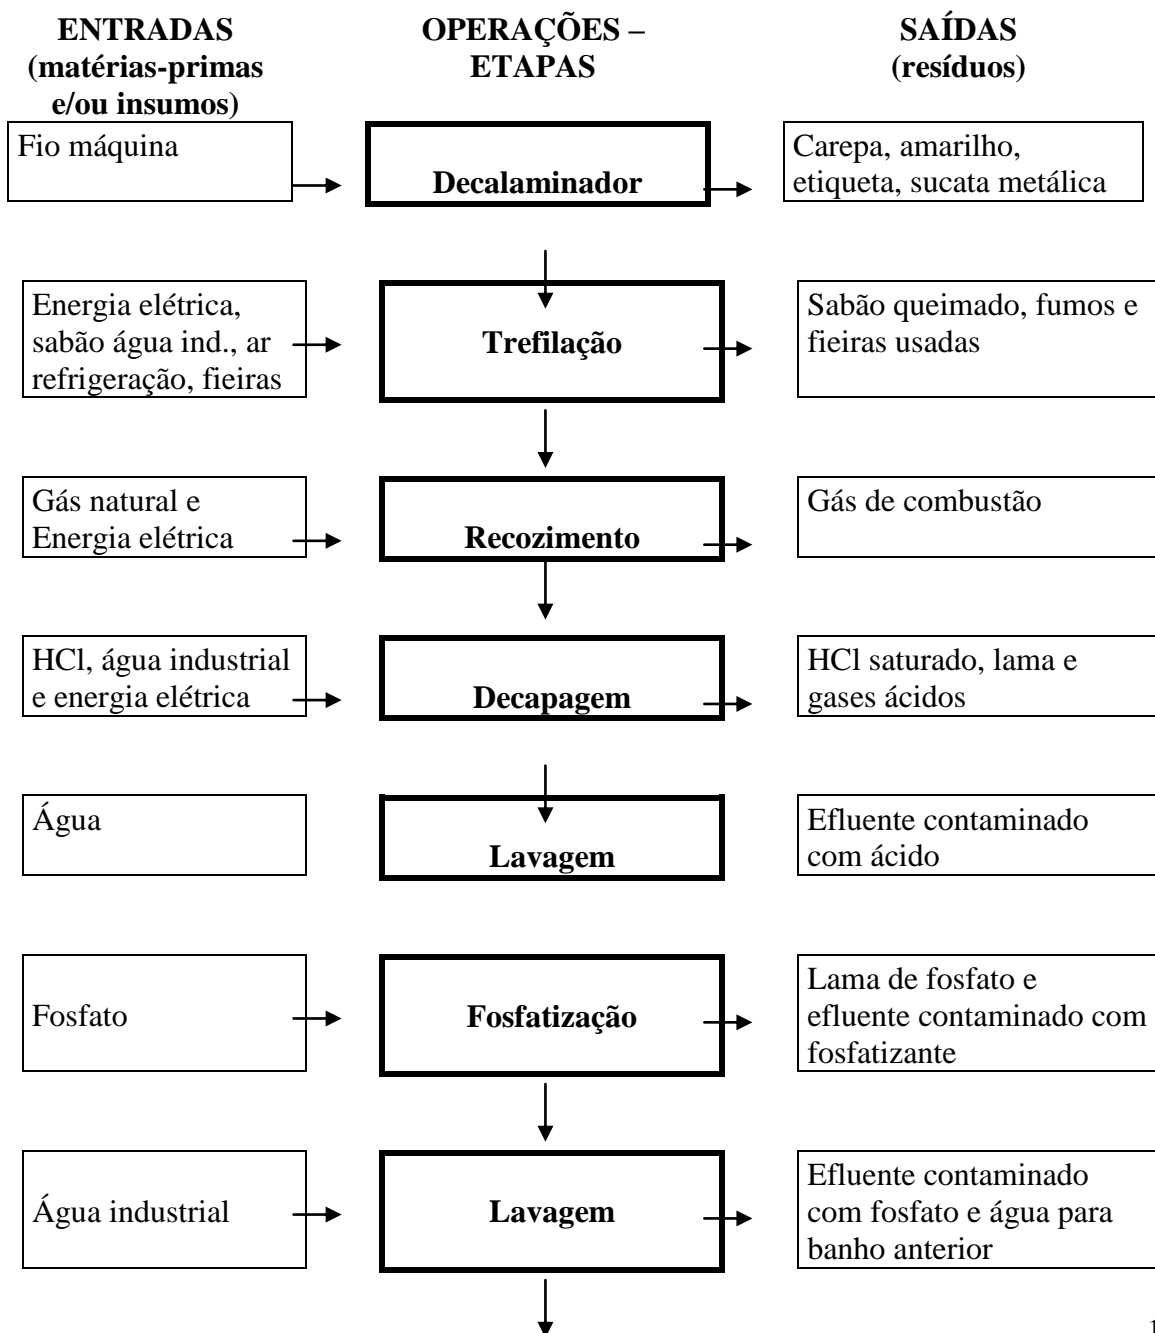 ENTRADAS
(matérias-primas
e/ou insumos)
OPERAÇÕES –
ETAPAS
SAÍDAS
(resíduos)
Fio máquina
Decalaminador
Carepa, amarilho,
etiqueta, sucata metálica
Energia elétrica,
sabão água ind., ar
refrigeração, fieiras
Trefilação
Sabão queimado, fumos e
fieiras usadas
Gás natural e
Energia elétrica
Recozimento
Gás de combustão
HCl, água industrial
e energia elétrica
Decapagem
HCl saturado, lama e
gases ácidos
Água
Lavagem
Efluente contaminado
com ácido
Fosfato
Fosfatização
Lama de fosfato e
efluente contaminado com
fosfatizante
Água industrial
Lavagem
Efluente contaminado
com fosfato e água para
banho anterior
1